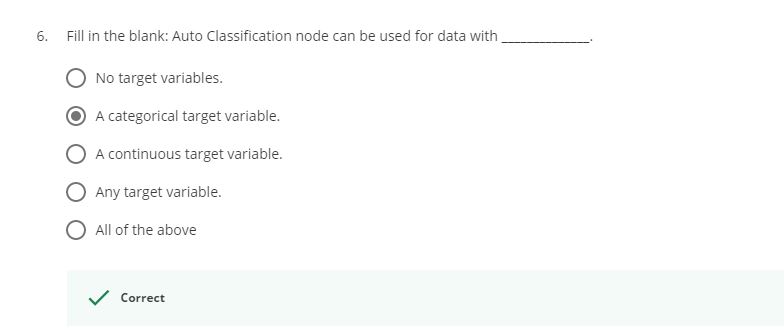 6. Fill in the blank: Auto Classification node can be used for data with ______________.
No target variables.
A categorical target variable.
A continuous target variable.
Any target variable.
All of the above
Correct